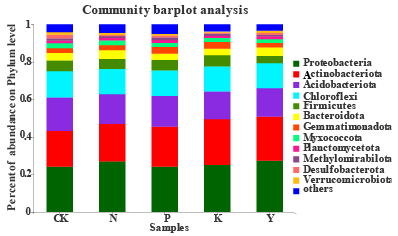 Community barplot analysis
Percent of abundance on Phylum level
1
0.8
0.6
0.4
0.2
0
CK N P K Y
Samples
Proteobacteria
Actinobacteriota
Acidobacteriota
Chloroflexi
Firmicutes
Bacteroidota
Gemmatimonadota
Myxococcota
Planctomycetota
Methylomirabilota
Desulfobacterota
Verrucomicrobiota
others